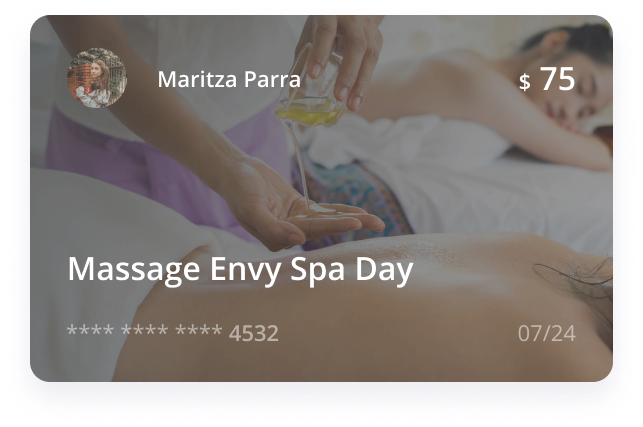 Maritza Parra
$ 75
Massage Envy Spa Day
**** **** **** 4532
07/24